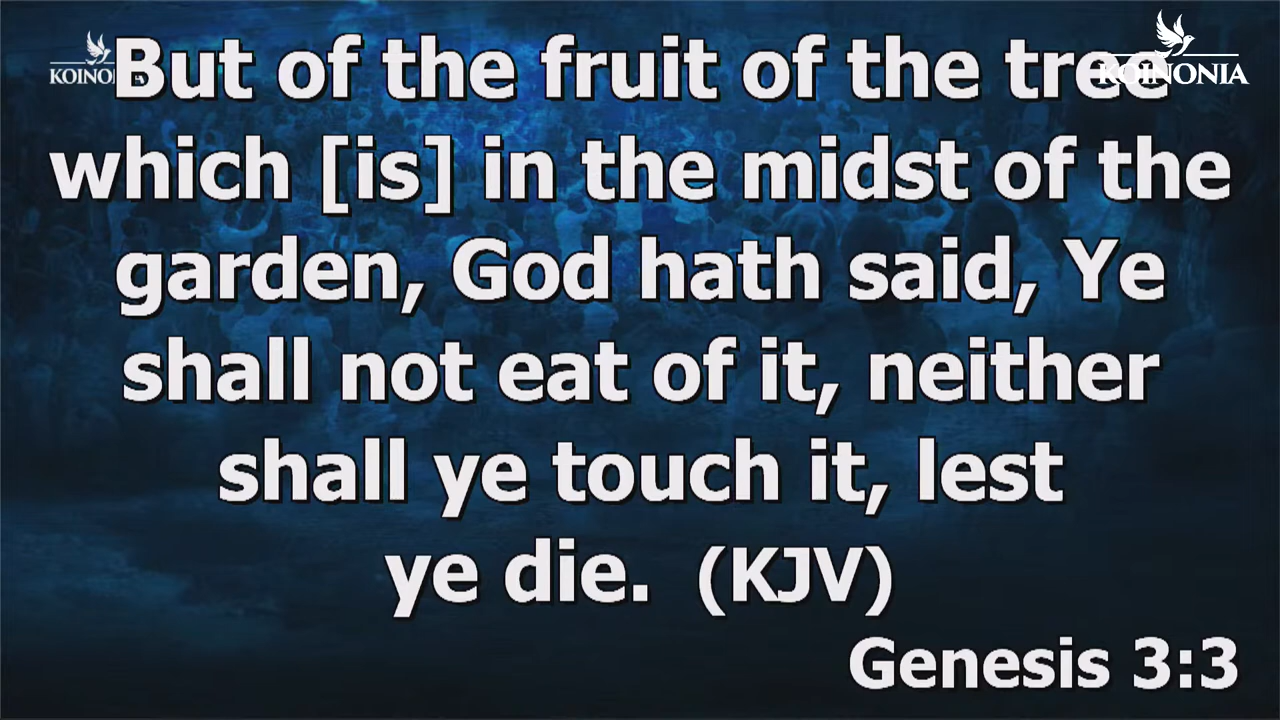 But of the fruit of the tree
KOINONIA
which [is] in the midst of the
garden, God hath said, Ye
shall not eat of it, neither
shall ye touch it, lest
ye die. (KJV)
Genesis 3:3